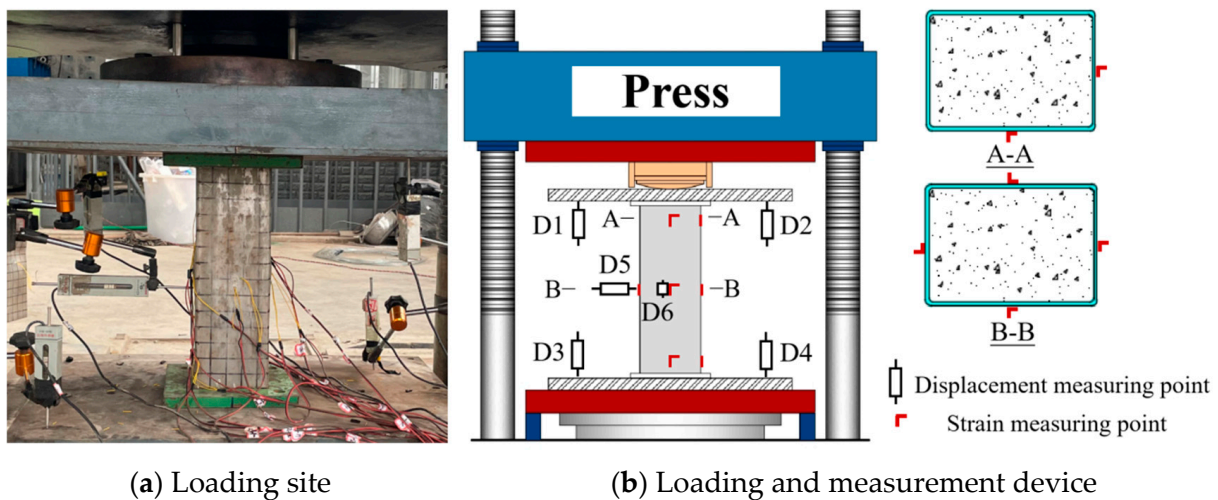 Press
A-A
D1
A–
–A
D2
D5
B–
–B
D6
B-B
D3
D4
Displacement measuring point
Strain measuring point
(a) Loading site
(b) Loading and measurement device